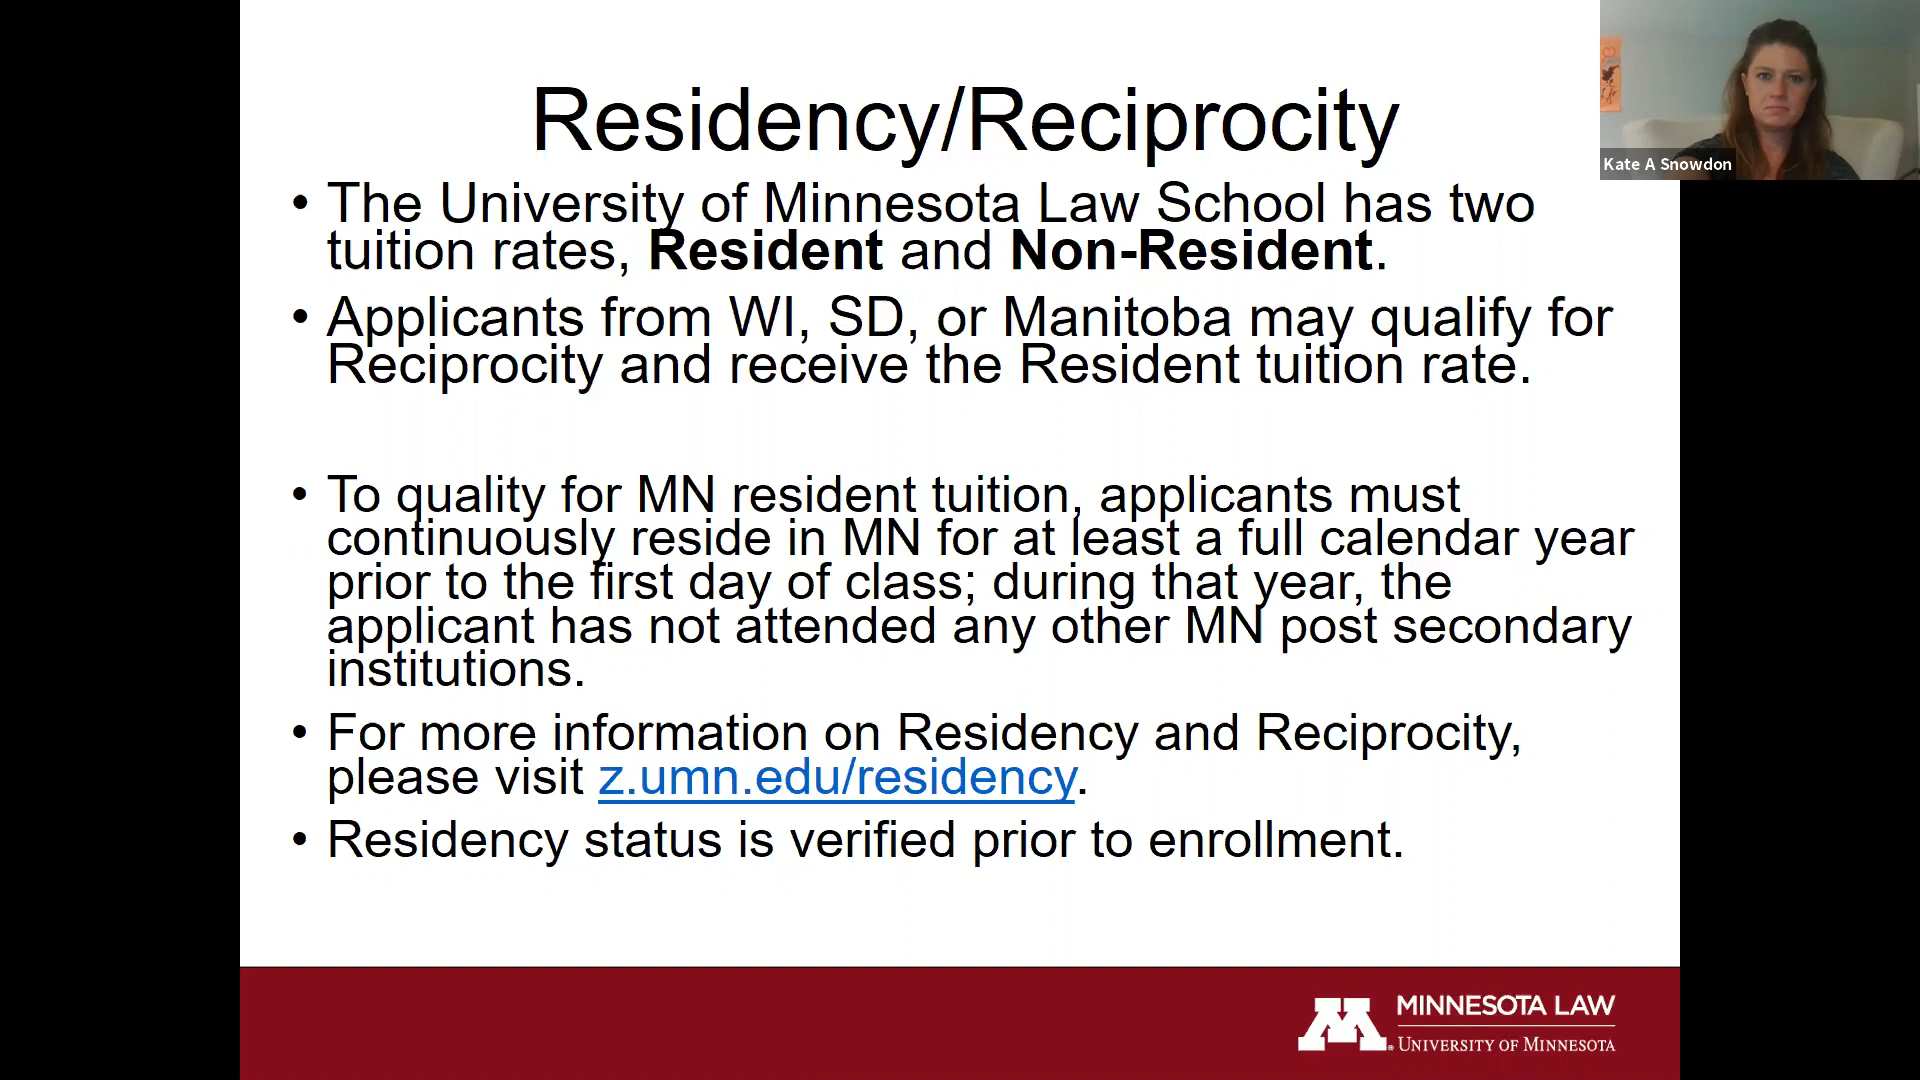 Residency/Reciprocity
Kate A Snowdon
• The University of Minnesota Law School has two
tuition rates, Resident and Non-Resident.
• Applicants from WI, SD, or Manitoba may qualify for
Reciprocity and receive the Resident tuition rate.
• To quality for MN resident tuition, applicants must
continuously reside in MN for at least a full calendar year
prior to the first day of class; during that year, the
applicant has not attended any other MN post secondary
institutions.
• For more information on Residency and Reciprocity,
please visit z.umn.edu/residency.
• Residency status is verified prior to enrollment.
M®
MINNESOTA LAW
UNIVERSITY OF MINNESOTA